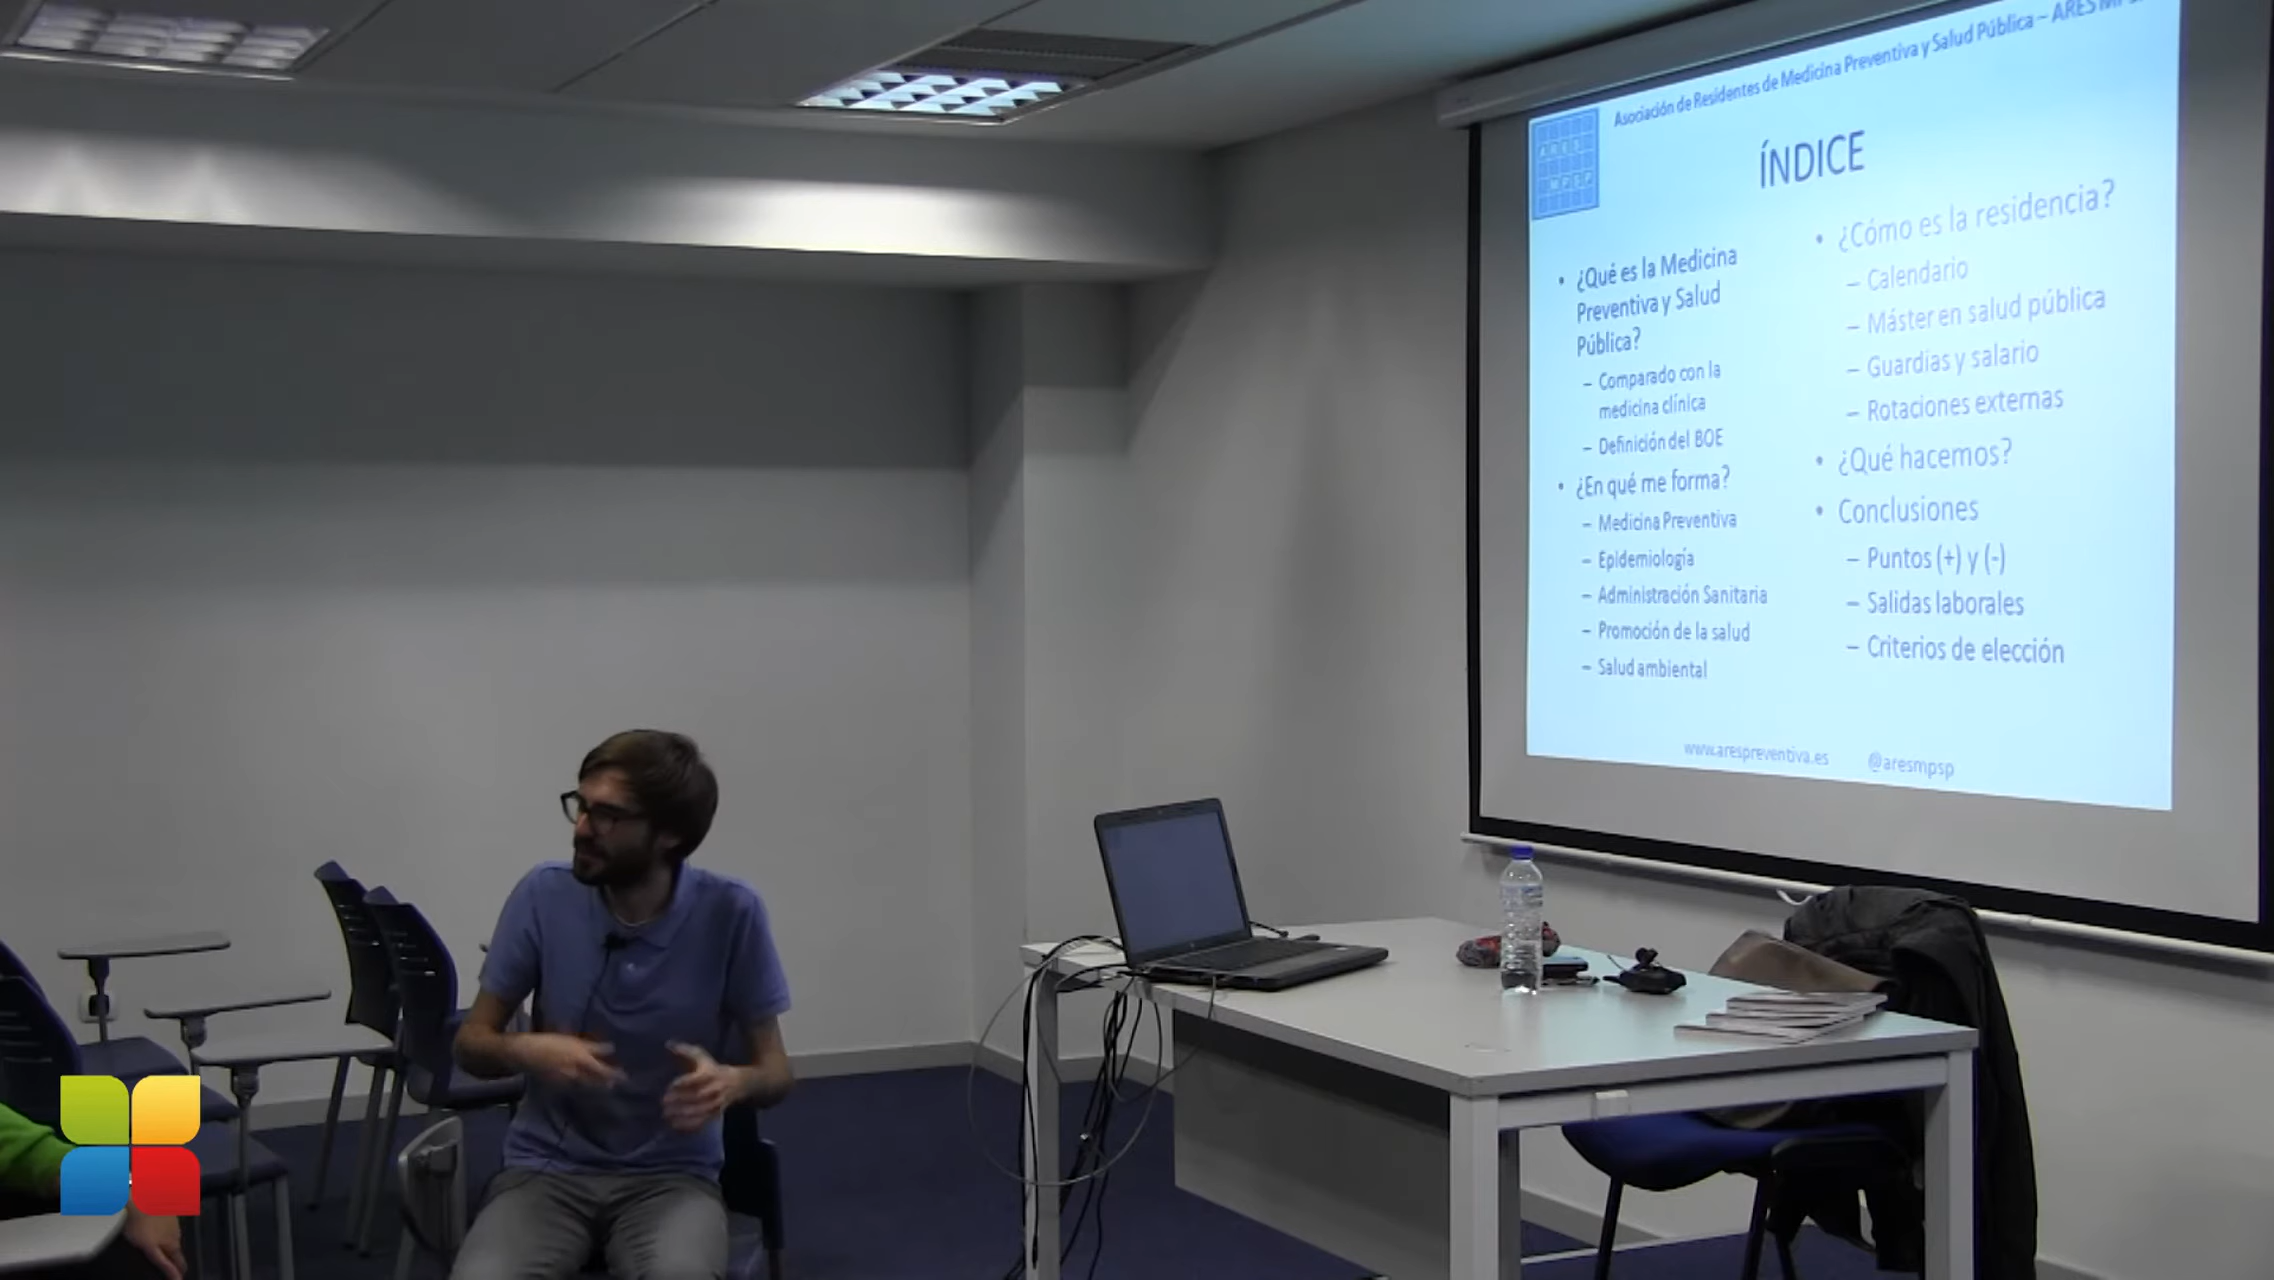 Asociación de Residentes de Medicina Preventiva y Salud Pública – ARES MPSP
ARES
MPSP
ÍNDICE
• ¿Qué es la Medicina
Preventiva y Salud
Pública?
– Comparado con la
medicina clínica
– Definición del BOE
• ¿En qué me forma?
– Medicina Preventiva
– Epidemiología
– Administración Sanitaria
– Promoción de la salud
– Salud ambiental
• ¿Cómo es la residencia?
– Calendario
– Máster en salud pública
– Guardias y salario
– Rotaciones externas
• ¿Qué hacemos?
• Conclusiones
– Puntos (+) y (-)
– Salidas laborales
– Criterios de elección
www.arespreventiva.es @aresmpsp